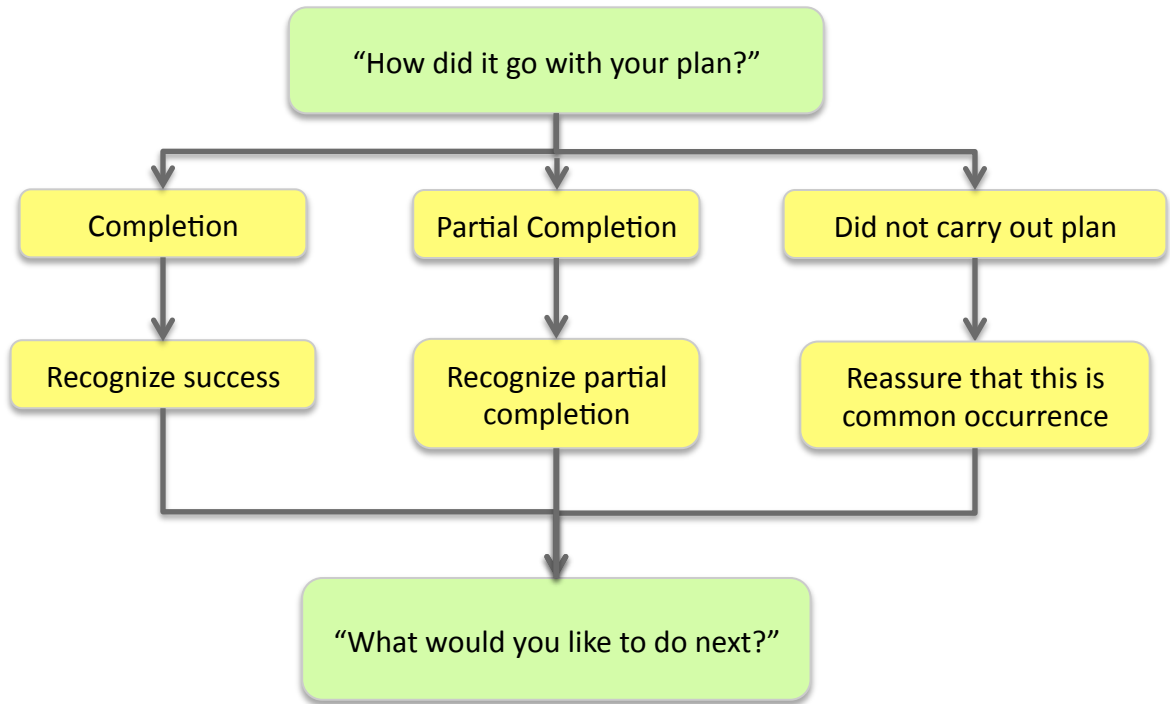 “How did it go with your plan?”
Completion
Partial Completion
Did not carry out plan
Recognize success
Recognize partial
completion
Reassure that this is
common occurrence
“What would you like to do next?”